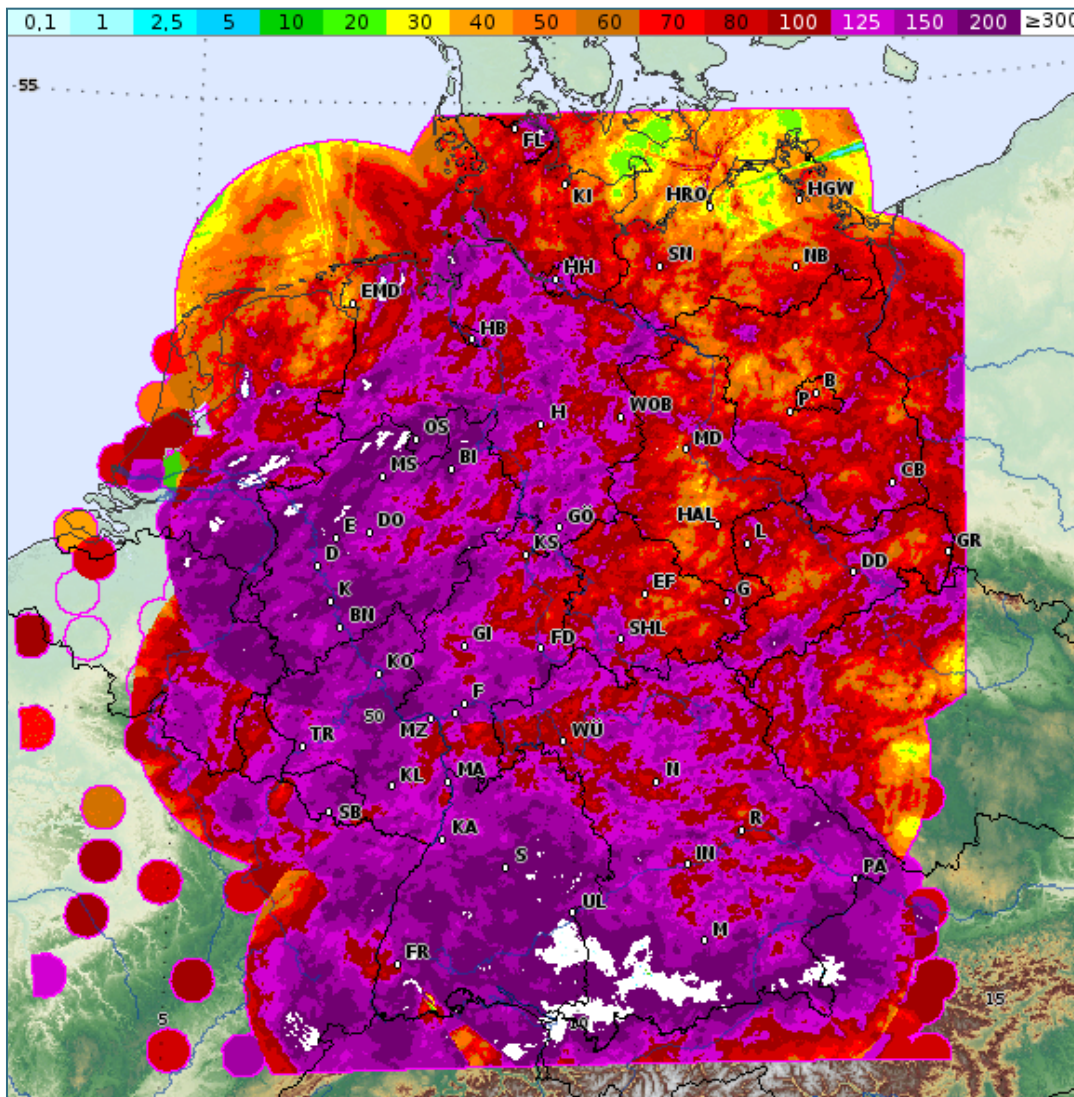 0,1 1 2,5 5 10 20 30 40 50 60 70 80 100 125 150 200 ≥300
55
FL
KI
HRO
HGW
HH
SN
NB
EMD
HB
B
P
H
WOB
OS
MD
BI
MS
CB
HAL
GÖ
E
DO
L
KS
GR
D
DD
EF
K
G
BN
SHL
GI
FD
KO
F
50
MZ
TR
WÜ
KL
MA
N
SB
KA
R
S
IN
PA
UL
M
FR
15
5
10